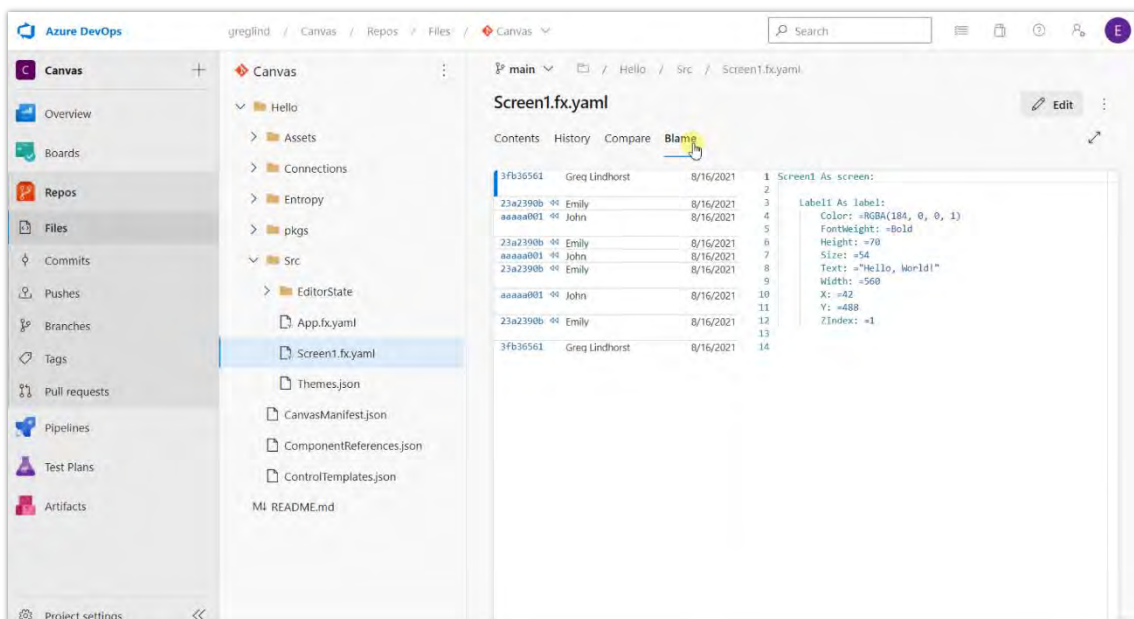 Azure DevOps
greglind / Canvas / Repos / Files / Canvas
Search
E
C Canvas
Overview
Boards
Repos
Files
Commits
Pushes
Branches
Tags
Pull requests
Pipelines
Test Plans
Artifacts
Project settings
Canvas
Hello
Assets
Connections
Entropy
pkgs
Src
EditorState
App.fx.yaml
Screen1.fx.yaml
Themes.json
CanvasManifest.json
ComponentReferences.json
ControlTemplates.json
M↓ README.md
main / Hello / Src / Screen1.fx.yaml
Screen1.fx.yaml
Edit
Contents History Compare Blame
3fb36561 Greg Lindhorst 8/16/2021
23a2390b Emily 8/16/2021
aaaaa001 John 8/16/2021
23a2390b Emily 8/16/2021
aaaaa001 John 8/16/2021
23a2390b Emily 8/16/2021
aaaaa001 John 8/16/2021
23a2390b Emily 8/16/2021
3fb36561 Greg Lindhorst 8/16/2021
1 Screen1 As screen:
2
3 Label1 As label:
4 Color: =RGBA(184, 0, 0, 1)
5 FontWeight: =Bold
6 Height: =70
7 Size: =54
8 Text: ="Hello, World!"
9 Width: =560
10 X: =42
11 Y: =488
12 ZIndex: =1
13
14